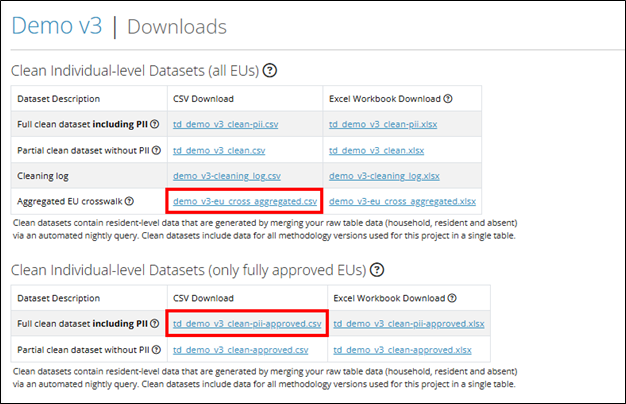 Demo v3 | Downloads
Clean Individual-level Datasets (all EUs) ?
Dataset Description CSV Download Excel Workbook Download ?
Full clean dataset including PII ? td_demo_v3_clean-pii.csv td_demo_v3_clean-pii.xlsx
Partial clean dataset without PII ? td_demo_v3_clean.csv td_demo_v3_clean.xlsx
Cleaning log demo_v3-cleaning_log.csv demo_v3-cleaning_log.xlsx
Aggregated EU crosswalk ? demo_v3-eu_cross_aggregated.csv demo_v3-eu_cross_aggregated.xlsx
Clean datasets contain resident-level data that are generated by merging your raw table data (household, resident and absent)
via an automated nightly query. Clean datasets include data for all methodology versions used for this project in a single table.
Clean Individual-level Datasets (only fully approved EUs) ?
Dataset Description CSV Download Excel Workbook Download ?
Full clean dataset including PII ? td_demo_v3_clean-pii-approved.csv td_demo_v3_clean-pii-approved.xlsx
Partial clean dataset without PII ? td_demo_v3_clean-approved.csv td_demo_v3_clean-approved.xlsx
Clean datasets contain resident-level data that are generated by merging your raw table data (household, resident and absent)
via an automated nightly query. Clean datasets include data for all methodology versions used for this project in a single table.